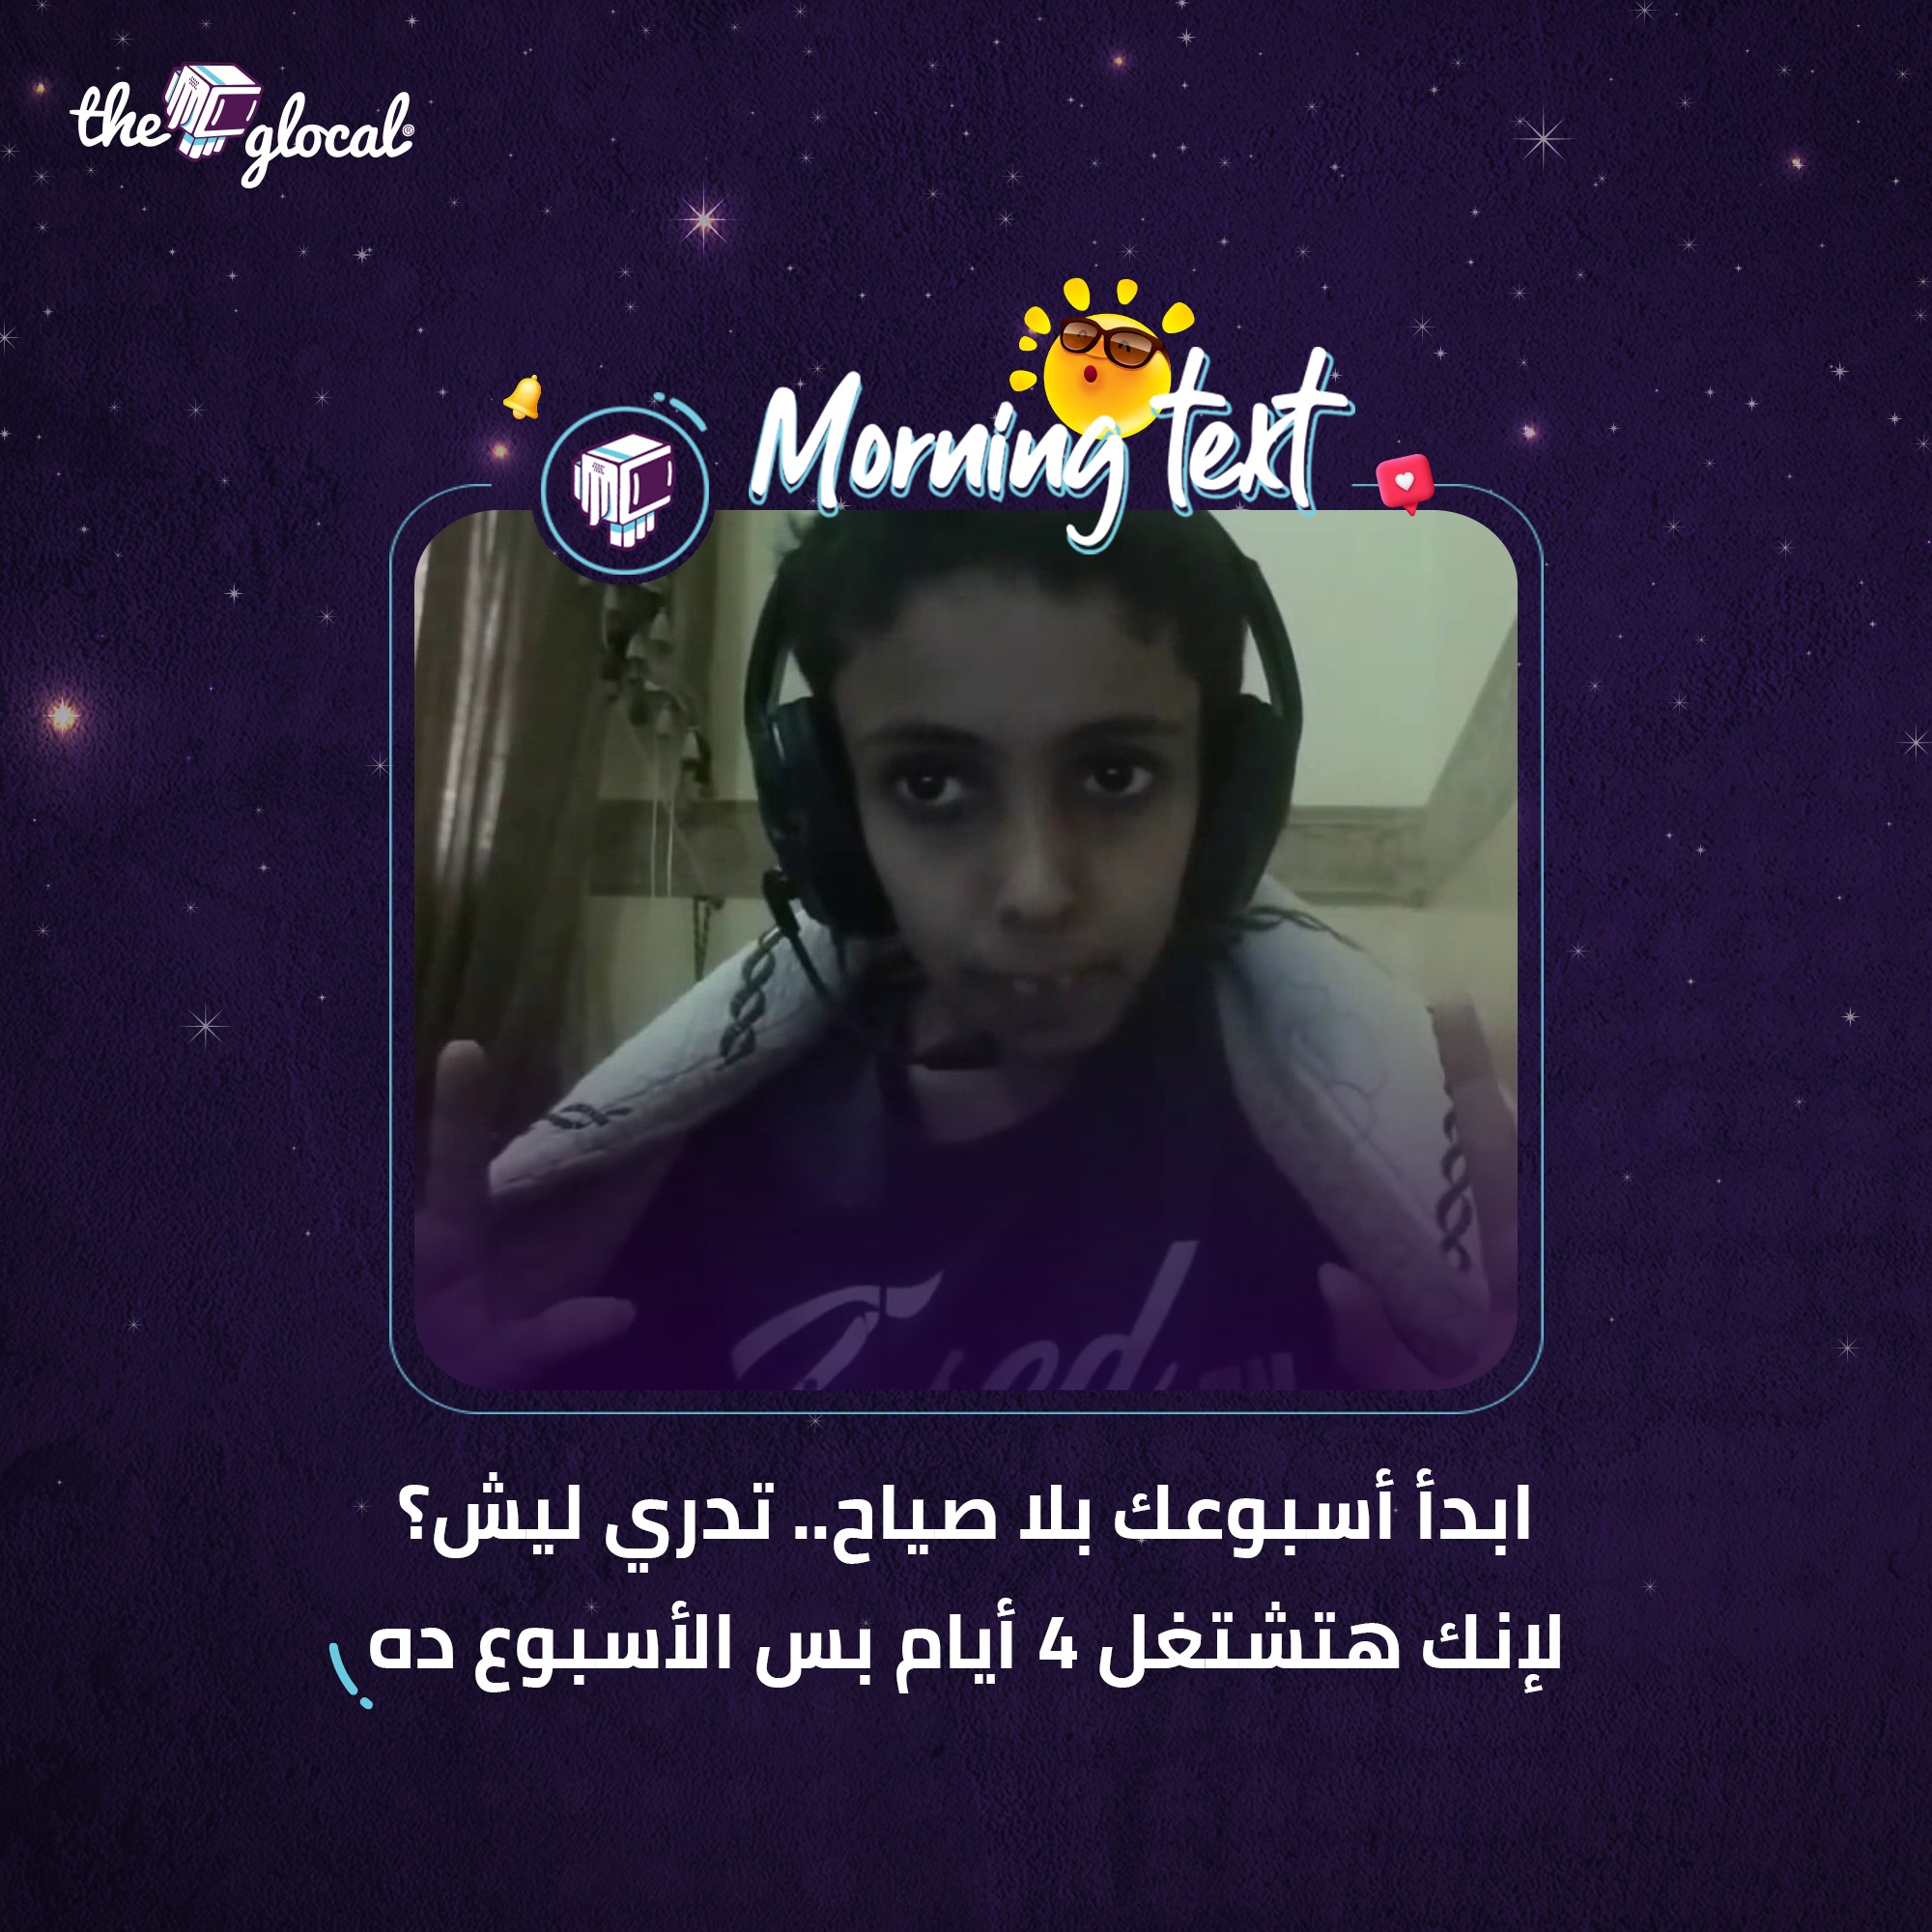 the glocal®
Morning text
ابدأ أسبوعك بلا صياح.. تدري ليش؟
لإنك هتشتغل 4 أيام بس الأسبوع ده